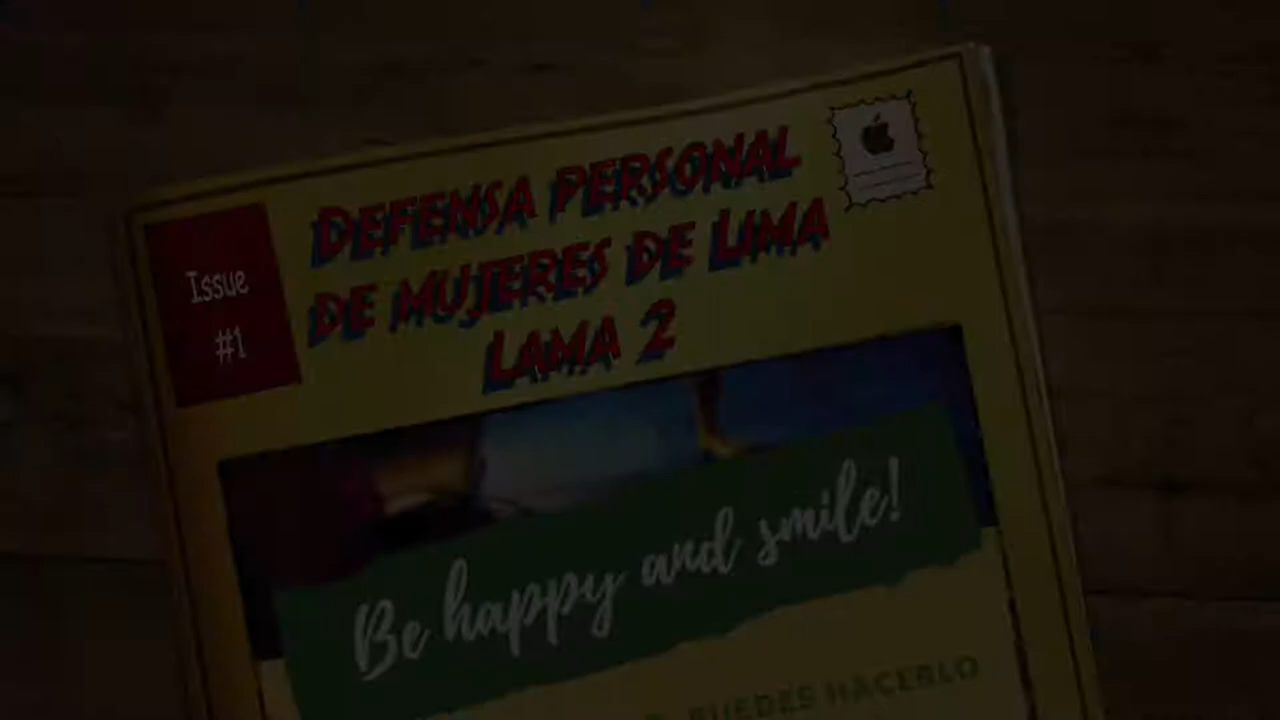 Issue
#1
DEFENSA PERSONAL
DE MUJERES DE LIMA
LAMA 2
Be happy and smile!
PUEDES HACERLO